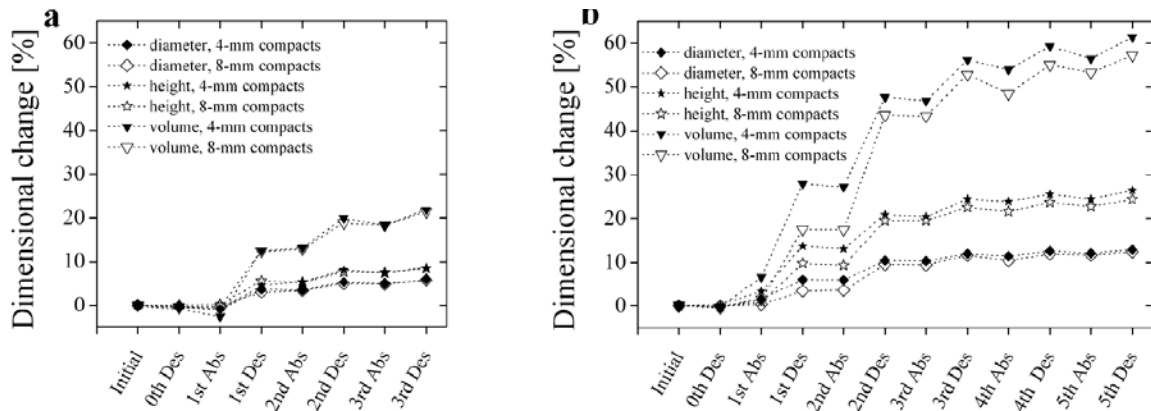 a
Dimensional change [%]
60
50
40
30
20
10
0
diameter, 4-mm compacts
diameter, 8-mm compacts
height, 4-mm compacts
height, 8-mm compacts
volume, 4-mm compacts
volume, 8-mm compacts
Initial
0th Des
1st Abs
1st Des
2nd Abs
2nd Des
3rd Abs
3rd Des
b
Dimensional change [%]
60
50
40
30
20
10
0
diameter, 4-mm compacts
diameter, 8-mm compacts
height, 4-mm compacts
height, 8-mm compacts
volume, 4-mm compacts
volume, 8-mm compacts
Initial
0th Des
1st Abs
1st Des
2nd Abs
2nd Des
3rd Abs
3rd Des
4th Abs
4th Des
5th Abs
5th Des